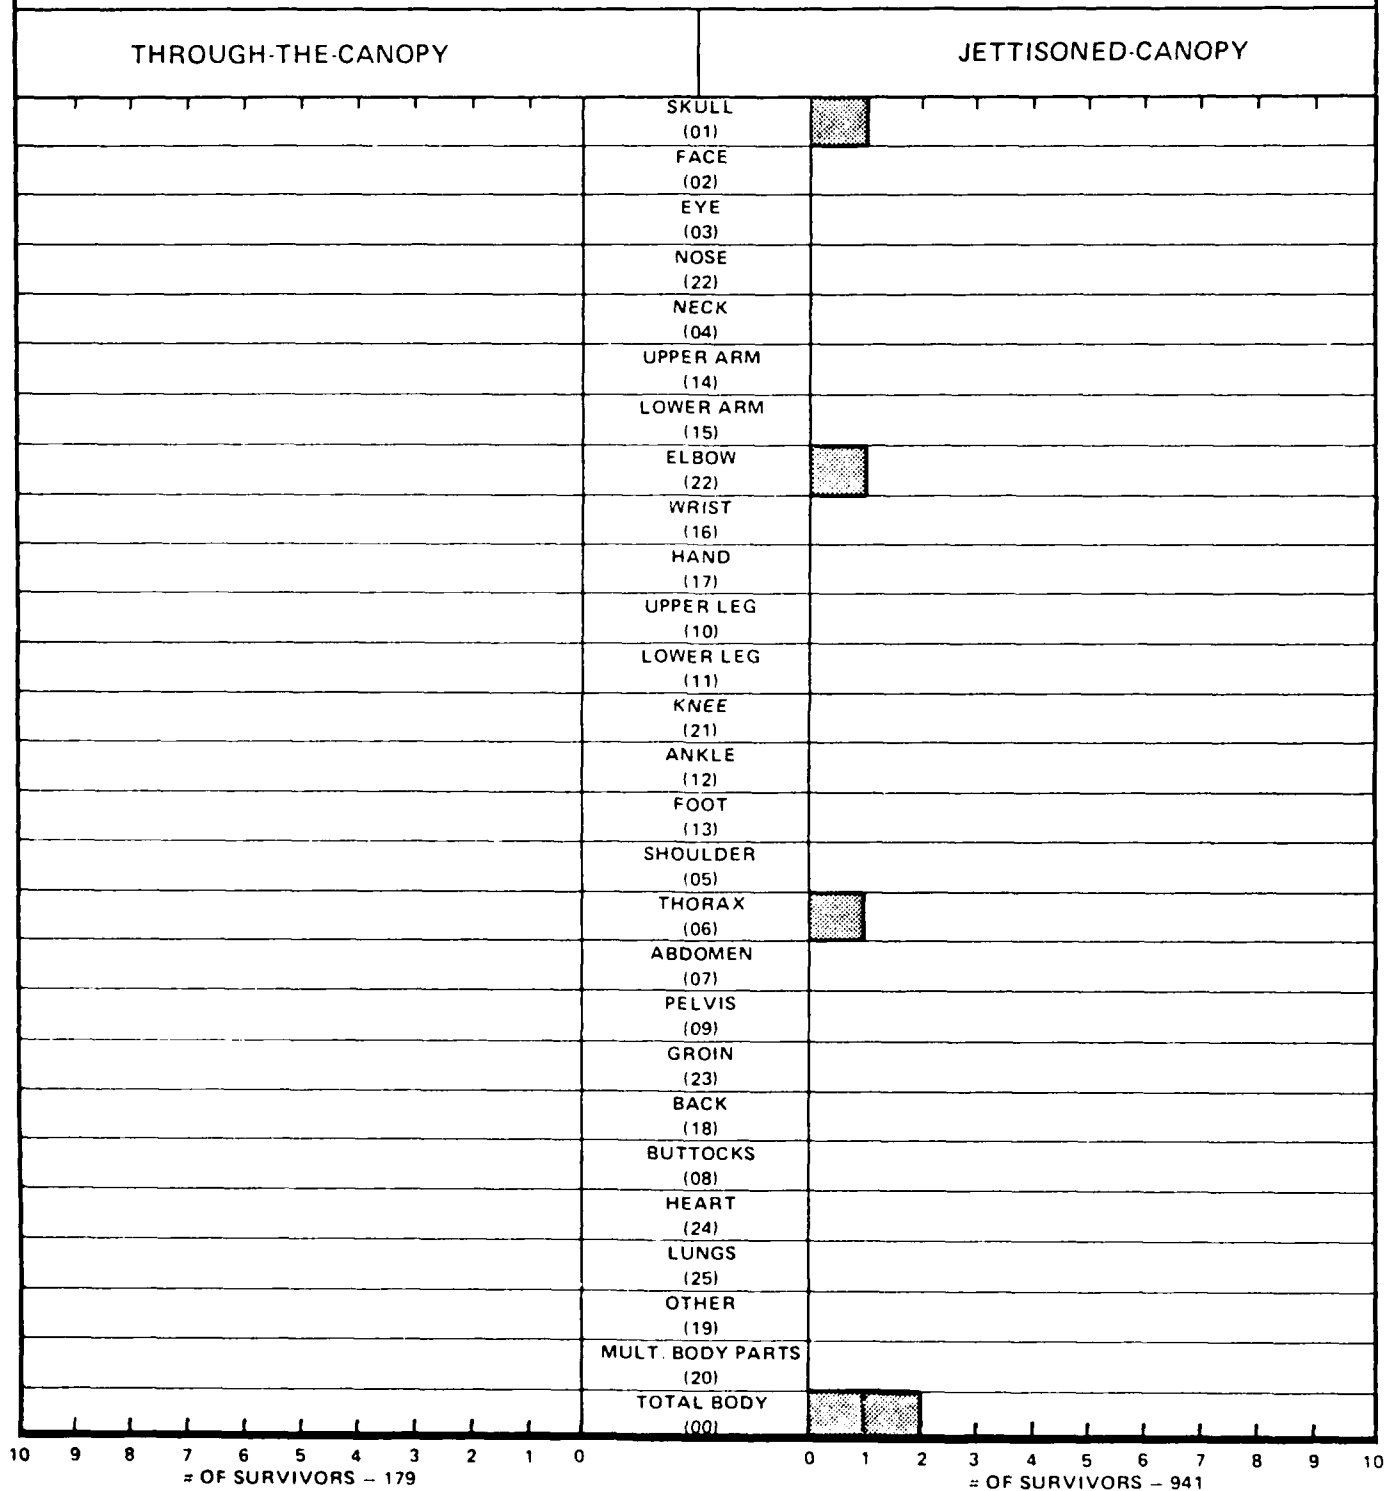 THROUGH-THE-CANOPY
JETTISONED-CANOPY
SKULL
(01)
FACE
(02)
EYE
(03)
NOSE
(22)
NECK
(04)
UPPER ARM
(14)
LOWER ARM
(15)
ELBOW
(22)
WRIST
(16)
HAND
(17)
UPPER LEG
(10)
LOWER LEG
(11)
KNEE
(21)
ANKLE
(12)
FOOT
(13)
SHOULDER
(05)
THORAX
(06)
ABDOMEN
(07)
PELVIS
(09)
GROIN
(23)
BACK
(18)
BUTTOCKS
(08)
HEART
(24)
LUNGS
(25)
OTHER
(19)
MULT. BODY PARTS
(20)
TOTAL BODY
(00)
10 9 8 7 6 5 4 3 2 1 0
0 1 2 3 4 5 6 7 8 9 10
# OF SURVIVORS – 179
# OF SURVIVORS – 941